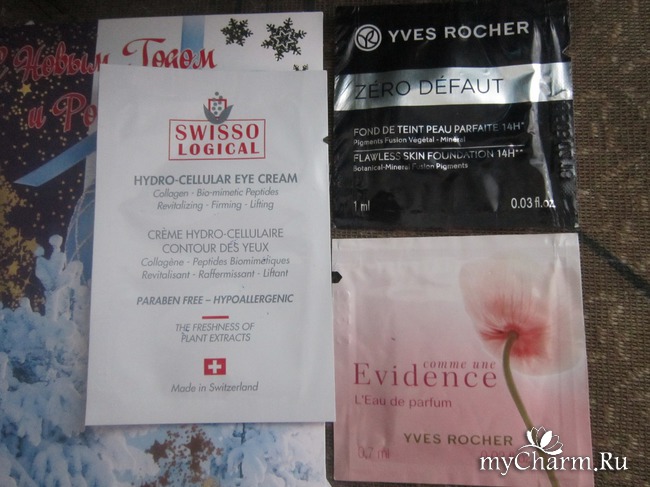 С Новым Годом
и Ро
SWISSO
LOGICAL
HYDRO-CELLULAR EYE CREAM
Collagen - Bio-mimetic Peptides
Revitalizing - Firming - Lifting
CRÈME HYDRO-CELLULAIRE
CONTOUR DES YEUX
Collagène - Peptides Biomimétiques
Revitalisant - Raffermissant - Liftant
PARABEN FREE – HYPOALLERGENIC
THE FRESHNESS OF
PLANT EXTRACTS
Made in Switzerland
YVES ROCHER
ZÉRO DÉFAUT
FOND DE TEINT PEAU PARFAITE 14H*
Pigments Fusion Végétal - Minéral
FLAWLESS SKIN FOUNDATION 14H**
Botanical-Mineral Fusion Pigments
1 ml 0.03 fl.oz.
comme une
Evidence
L'Eau de parfum
0.7 ml YVES ROCHER
myCharm.Ru